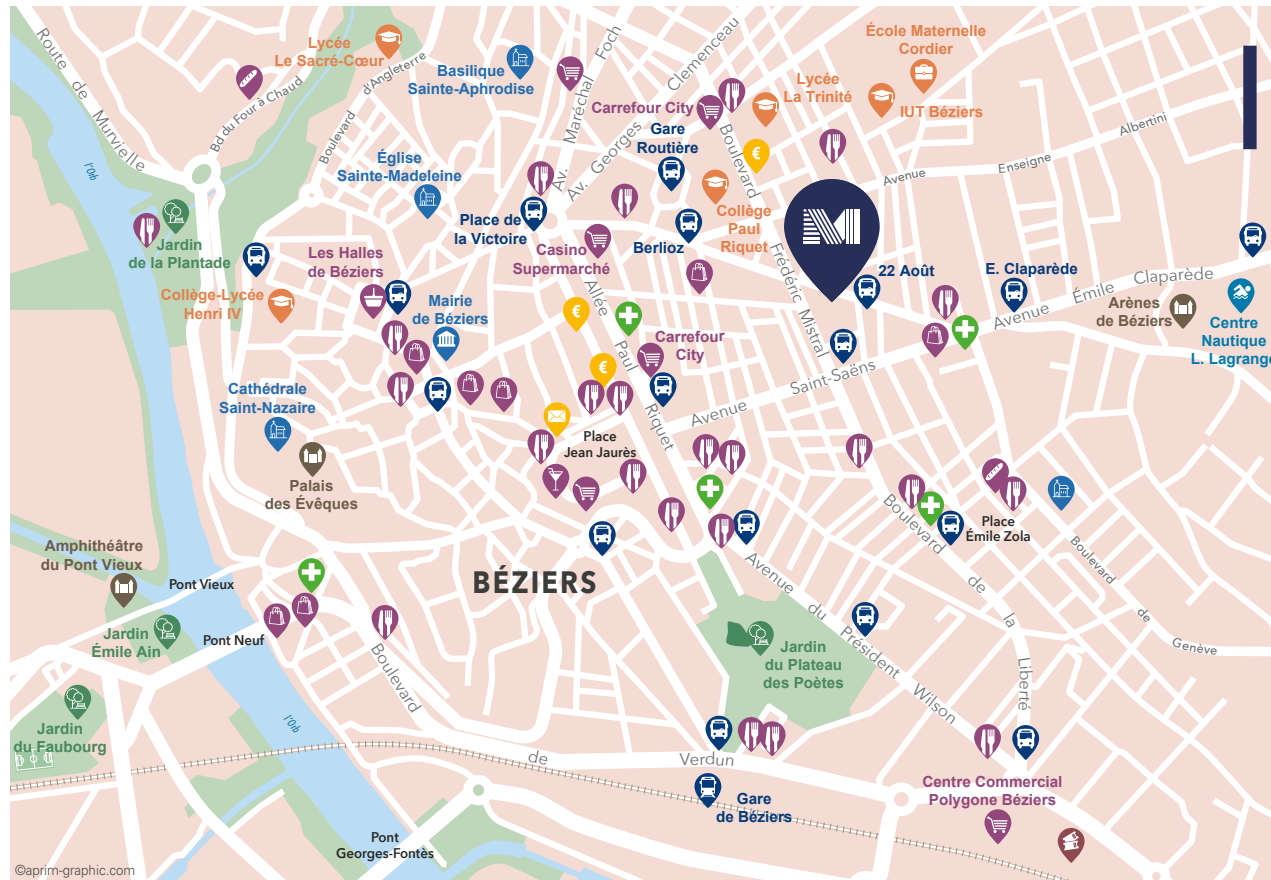 Route de Murvielle
Lycée
Le Sacré-Cœur
Bd du Four à Chaud
Boulevard d'Angleterre
Basilique
Sainte-Aphrodise
Av. Maréchal Foch
Av. Georges Clemenceau
Carrefour City
Gare
Routière
Boulevard Frédéric Mistral
Lycée
La Trinité
École Maternelle
Cordier
IUT Béziers
Avenue Enseigne Albertini
l'Orb
Église
Sainte-Madeleine
Place de
la Victoire
Casino
Supermarché
Berlioz
Collège
Paul
Riquet
M
22 Août
E. Claparède
Avenue Émile Claparède
Arènes
de Béziers
Centre
Nautique
L. Lagrange
Jardin
de la Plantade
Collège-Lycée
Henri IV
Les Halles
de Béziers
Mairie
de Béziers
Allée Paul Riquet
€
€
€
Carrefour
City
Avenue Saint-Saëns
Cathédrale
Saint-Nazaire
Palais
des Évêques
Place
Jean Jaurès
Place
Émile Zola
Boulevard de la Liberté
Boulevard de Genève
Amphithéâtre
du Pont Vieux
Pont Vieux
BÉZIERS
Avenue du Président Wilson
Jardin
Émile Ain
Pont Neuf
Boulevard de Verdun
Jardin
du Plateau
des Poètes
Jardin
du Faubourg
l'Orb
Gare
de Béziers
Centre Commercial
Polygone Béziers
Pont
Georges-Fontès
©aprim-graphic.com